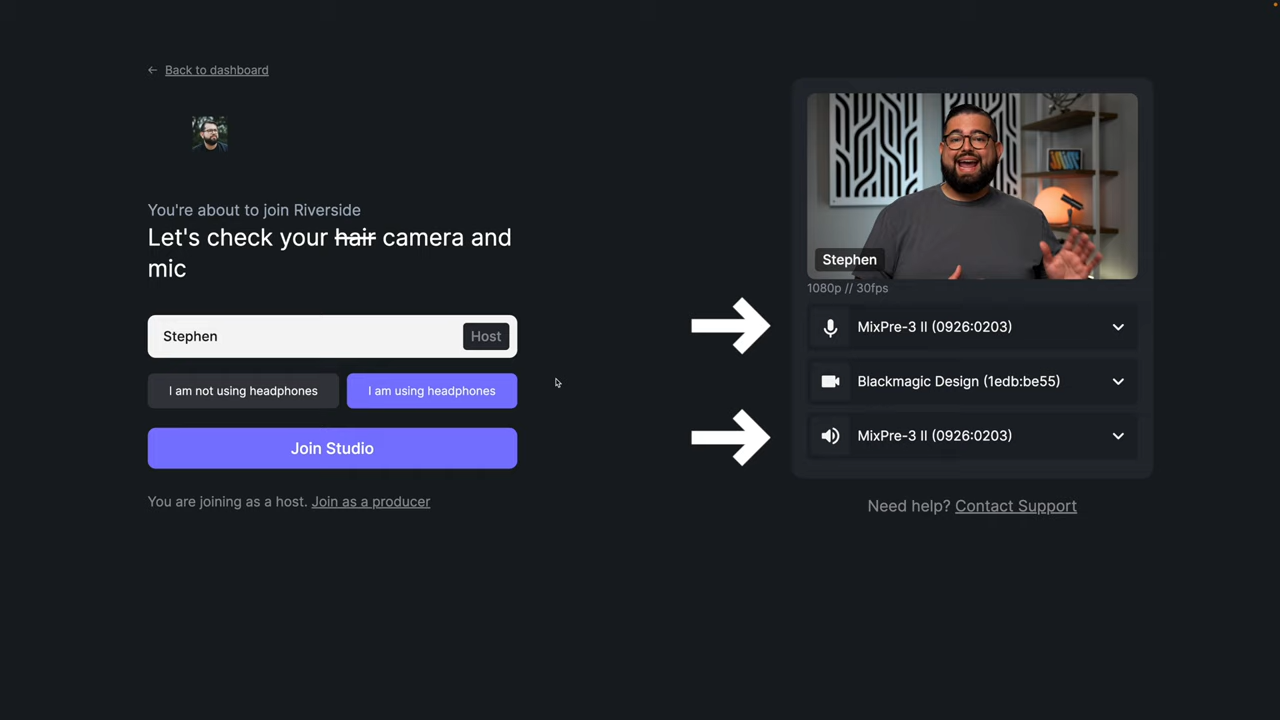 ← Back to dashboard
You're about to join Riverside
Let's check your hair camera and
mic
Stephen
Host
I am not using headphones
I am using headphones
Join Studio
You are joining as a host. Join as a producer
Stephen
1080p // 30fps
MixPre-3 II (0926:0203)
Blackmagic Design (1edb:be55)
MixPre-3 II (0926:0203)
Need help? Contact Support